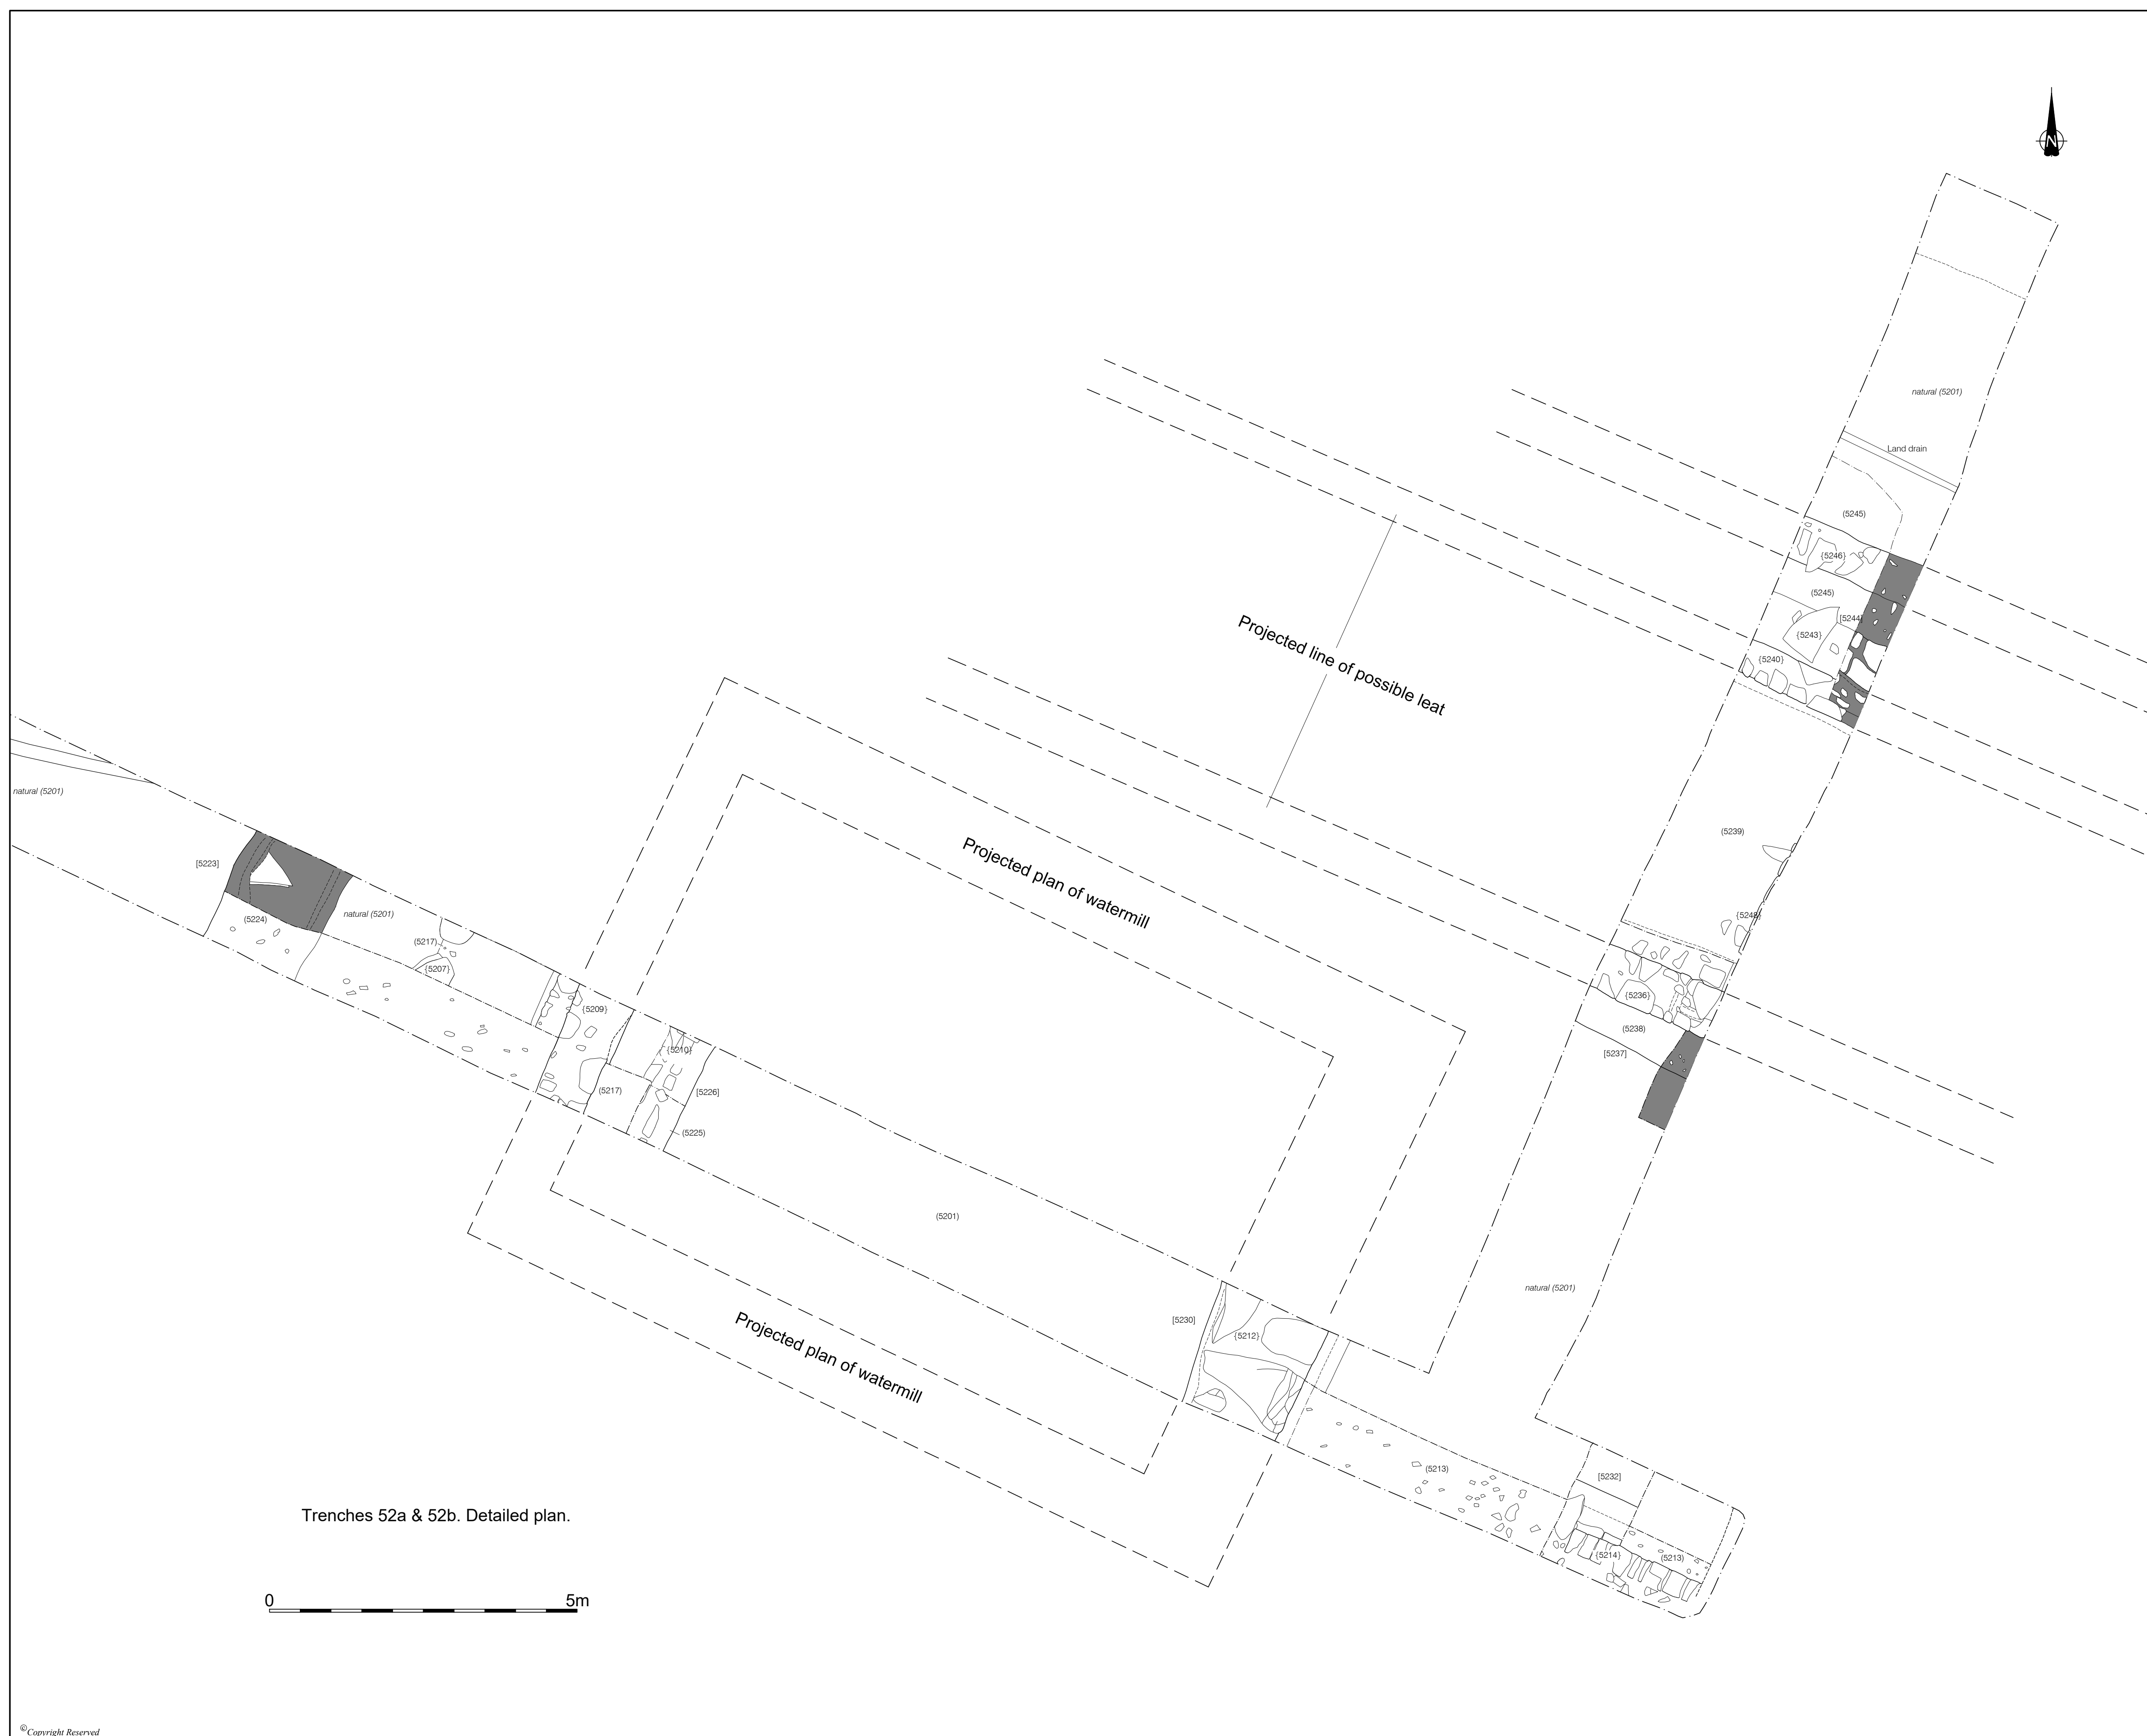 N
natural (5201)
Land drain
(5245)
{5246}
(5245)
[5244]
{5243}
{5240}
Projected line of possible leat
natural (5201)
(5239)
Projected plan of watermill
[5223]
(5224)
natural (5201)
(5217)
{5207}
{5248}
{5236}
{5209}
(5238)
{5210}
[5237]
(5217)
[5226]
(5225)
(5201)
natural (5201)
[5230]
{5212}
Projected plan of watermill
(5213)
[5232]
{5214}
(5213)
Trenches 52a & 52b. Detailed plan.
0 5m
©Copyright Reserved